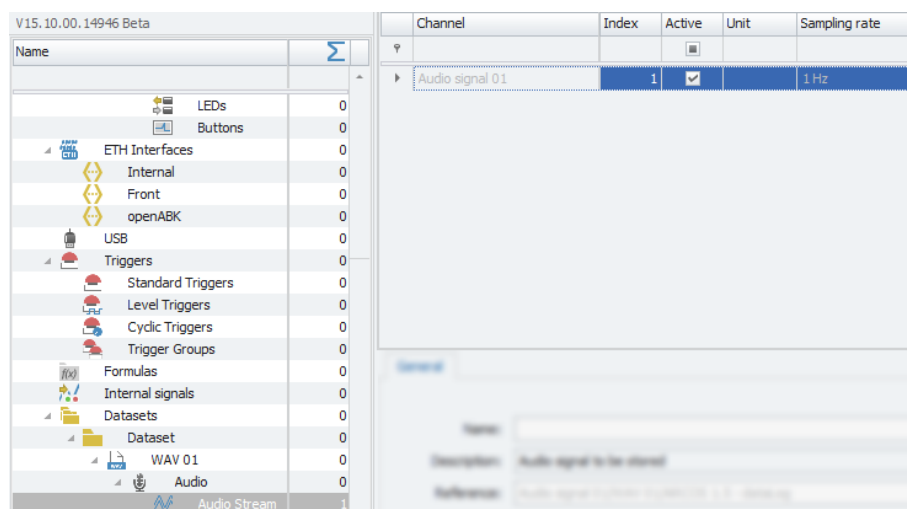 V15.10.00.14946 Beta
Name
LEDs 0
Buttons 0
ETH Interfaces 0
Internal 0
Front 0
openABK 0
USB 0
Triggers 0
Standard Triggers 0
Level Triggers 0
Cyclic Triggers 0
Trigger Groups 0
f(x) Formulas 0
Internal signals 0
Datasets 0
Dataset 0
WAV 01 0
Audio 0
Audio Stream 1
Channel Index Active Unit Sampling rate
Audio signal 01 1 1 Hz
General
Name:
Description: Audio signal to be stored
Reference: